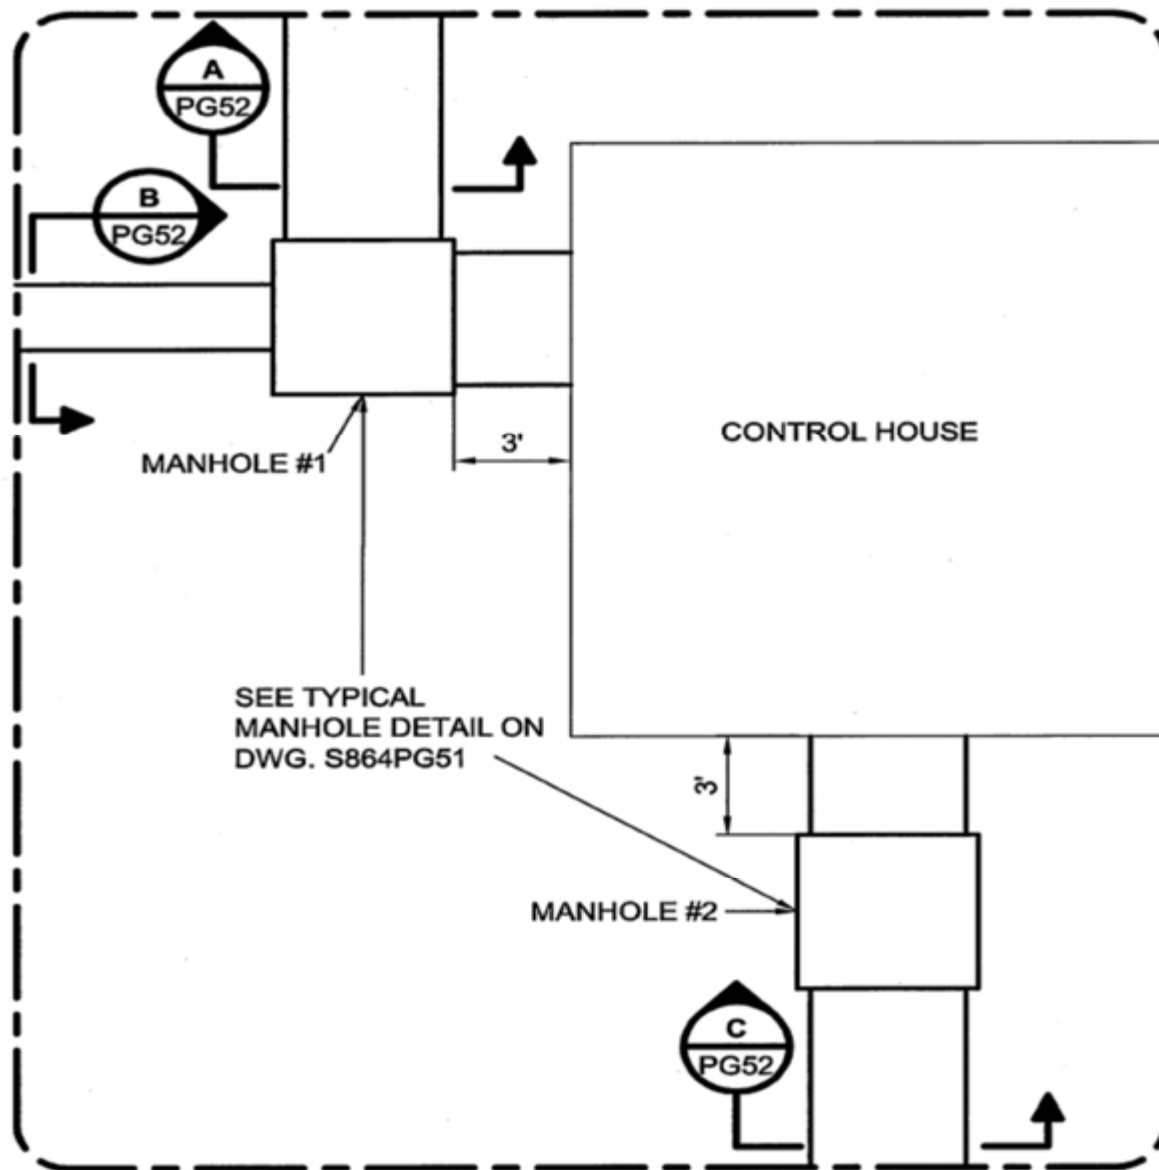 A
PG52
B
PG52
MANHOLE #1
3'
CONTROL HOUSE
SEE TYPICAL
MANHOLE DETAIL ON
DWG. S864PG51
3'
MANHOLE #2
C
PG52